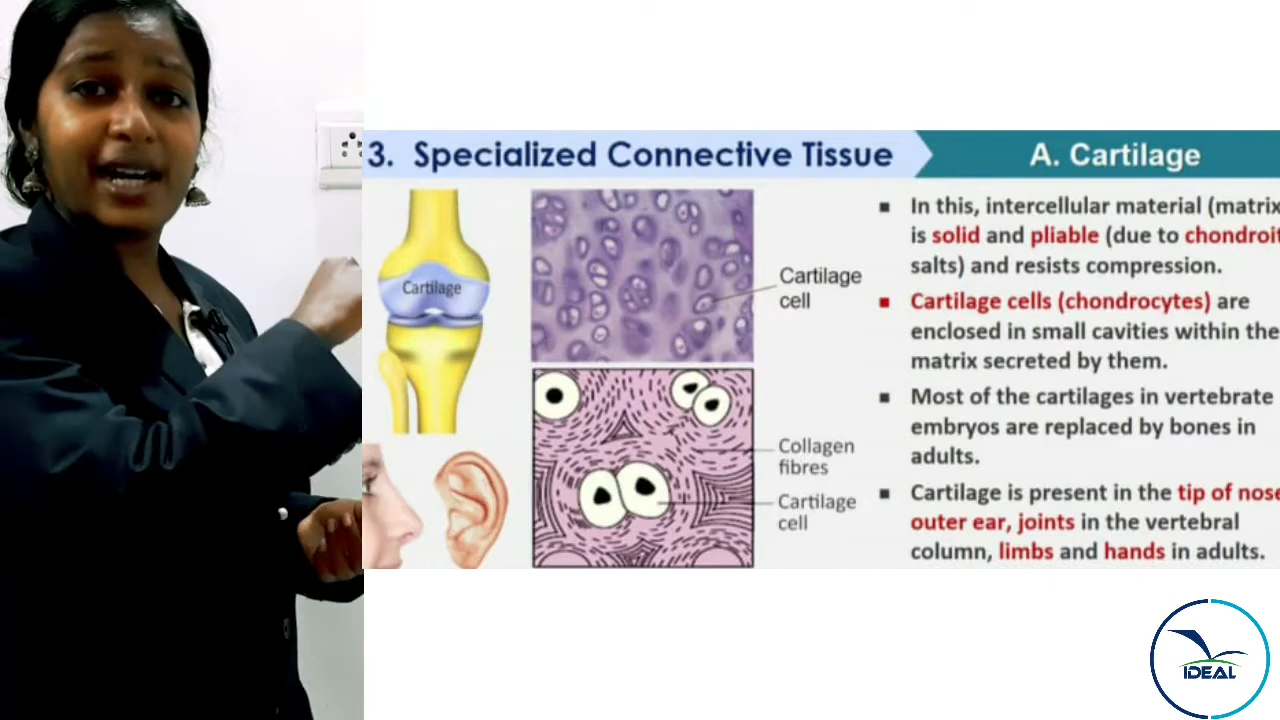 3. Specialized Connective Tissue
A. Cartilage
Cartilage
Cartilage
cell
Collagen
fibres
Cartilage
cell
■ In this, intercellular material (matrix
is solid and pliable (due to chondroit
salts) and resists compression.
■ Cartilage cells (chondrocytes) are
enclosed in small cavities within the
matrix secreted by them.
■ Most of the cartilages in vertebrate
embryos are replaced by bones in
adults.
■ Cartilage is present in the tip of nose
outer ear, joints in the vertebral
column, limbs and hands in adults.
IDEAL